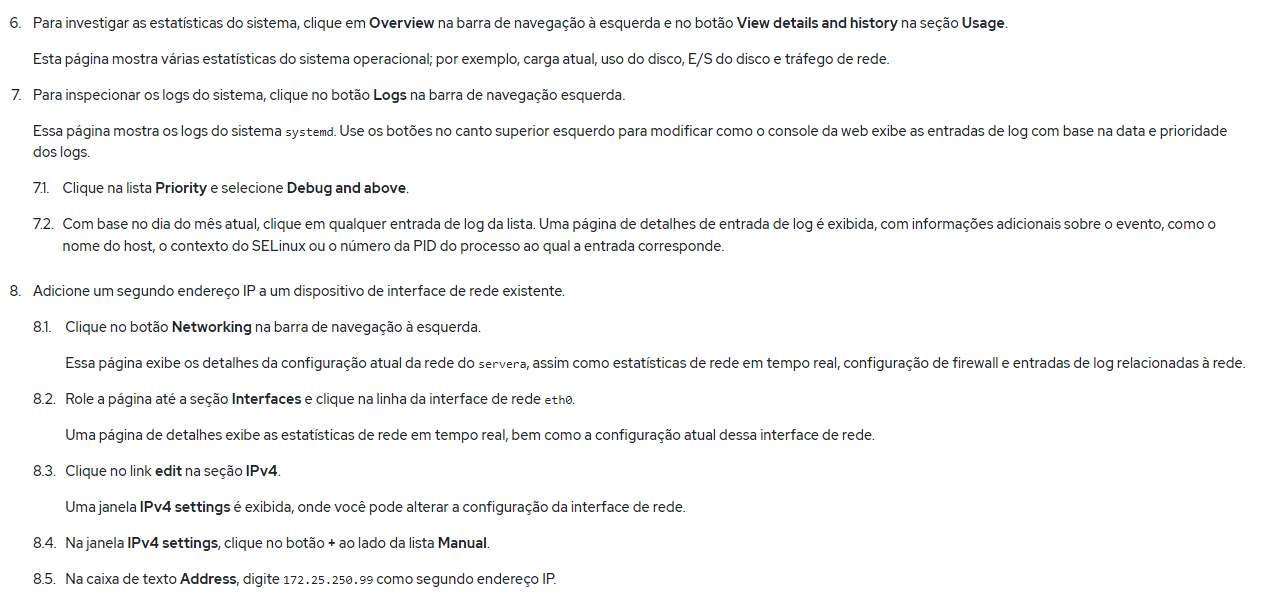 6. Para investigar as estatísticas do sistema, clique em Overview na barra de navegação à esquerda e no botão View details and history na seção Usage.
Esta página mostra várias estatísticas do sistema operacional; por exemplo, carga atual, uso do disco, E/S do disco e tráfego de rede.
7. Para inspecionar os logs do sistema, clique no botão Logs na barra de navegação esquerda.
Essa página mostra os logs do sistema systemd. Use os botões no canto superior esquerdo para modificar como o console da web exibe as entradas de log com base na data e prioridade
dos logs.
7.1. Clique na lista Priority e selecione Debug and above.
7.2. Com base no dia do mês atual, clique em qualquer entrada de log da lista. Uma página de detalhes de entrada de log é exibida, com informações adicionais sobre o evento, como o
nome do host, o contexto do SELinux ou o número da PID do processo ao qual a entrada corresponde.
8. Adicione um segundo endereço IP a um dispositivo de interface de rede existente.
8.1. Clique no botão Networking na barra de navegação à esquerda.
Essa página exibe os detalhes da configuração atual da rede do servera, assim como estatísticas de rede em tempo real, configuração de firewall e entradas de log relacionadas à rede.
8.2. Role a página até a seção Interfaces e clique na linha da interface de rede eth0.
Uma página de detalhes exibe as estatísticas de rede em tempo real, bem como a configuração atual dessa interface de rede.
8.3. Clique no link edit na seção IPv4.
Uma janela IPv4 settings é exibida, onde você pode alterar a configuração da interface de rede.
8.4. Na janela IPv4 settings, clique no botão + ao lado da lista Manual.
8.5. Na caixa de texto Address, digite 172.25.250.99 como segundo endereço IP.